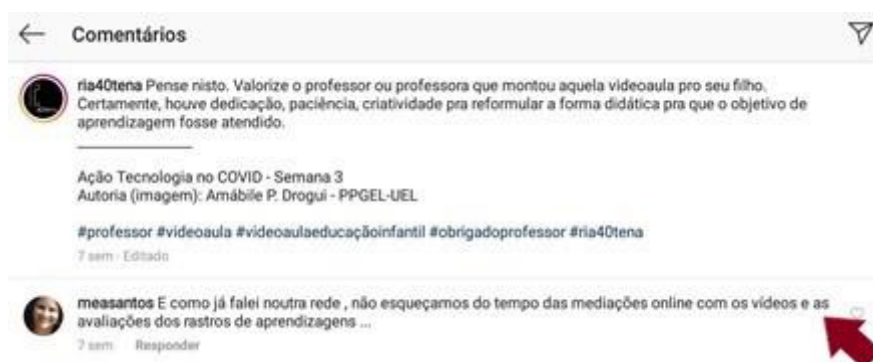 Comentários
ria40tena Pense nisto. Valorize o professor ou professora que montou aquela videoaula pro seu filho.
Certamente, houve dedicação, paciência, criatividade pra reformular a forma didática pra que o objetivo de
aprendizagem fosse atendido.
Ação Tecnologia no COVID - Semana 3
Autoria (imagem): Amábile P. Drogui - PPGEL-UEL
#professor #videoaula #videoaulaeducaçãoinfantil #obrigadoprofessor #ria40tena
7 sem · Editado
measantos E como já falei noutra rede , não esqueçamos do tempo das mediações online com os vídeos e as
avaliações dos rastros de aprendizagens ...
7 sem Responder